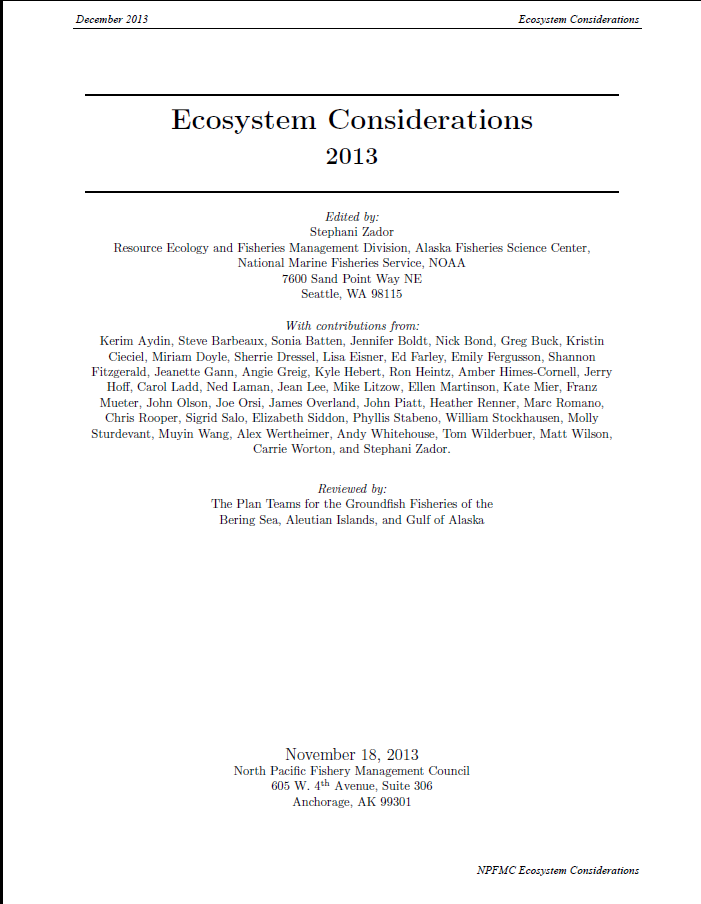 December 2013 Ecosystem Considerations
Ecosystem Considerations
2013
Edited by:
Stephani Zador
Resource Ecology and Fisheries Management Division, Alaska Fisheries Science Center,
National Marine Fisheries Service, NOAA
7600 Sand Point Way NE
Seattle, WA 98115
With contributions from:
Kerim Aydin, Steve Barbeaux, Sonia Batten, Jennifer Boldt, Nick Bond, Greg Buck, Kristin
Cieciel, Miriam Doyle, Sherrie Dressel, Lisa Eisner, Ed Farley, Emily Fergusson, Shannon
Fitzgerald, Jeanette Gann, Angie Greig, Kyle Hebert, Ron Heintz, Amber Himes-Cornell, Jerry
Hoff, Carol Ladd, Ned Laman, Jean Lee, Mike Litzow, Ellen Martinson, Kate Mier, Franz
Mueter, John Olson, Joe Orsi, James Overland, John Piatt, Heather Renner, Marc Romano,
Chris Rooper, Sigrid Salo, Elizabeth Siddon, Phyllis Stabeno, William Stockhausen, Molly
Sturdevant, Muyin Wang, Alex Wertheimer, Andy Whitehouse, Tom Wilderbuer, Matt Wilson,
Carrie Worton, and Stephani Zador.
Reviewed by:
The Plan Teams for the Groundfish Fisheries of the
Bering Sea, Aleutian Islands, and Gulf of Alaska
November 18, 2013
North Pacific Fishery Management Council
605 W. 4th Avenue, Suite 306
Anchorage, AK 99301
NPFMC Ecosystem Considerations